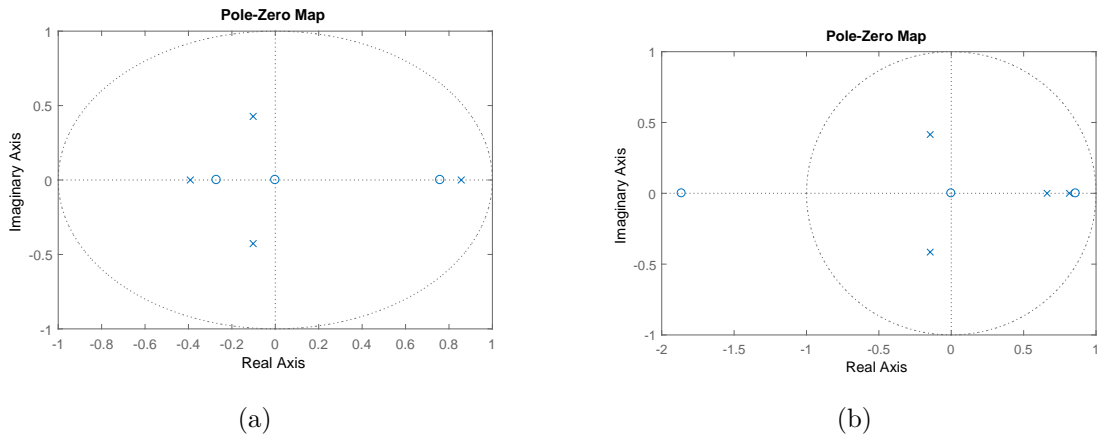 Pole-Zero Map
1
0.5
0
-0.5
-1
Imaginary Axis
-1 -0.8 -0.6 -0.4 -0.2 0 0.2 0.4 0.6 0.8 1
Real Axis
(a)
Pole-Zero Map
1
0.5
0
-0.5
-1
Imaginary Axis
-2 -1.5 -1 -0.5 0 0.5 1
Real Axis
(b)